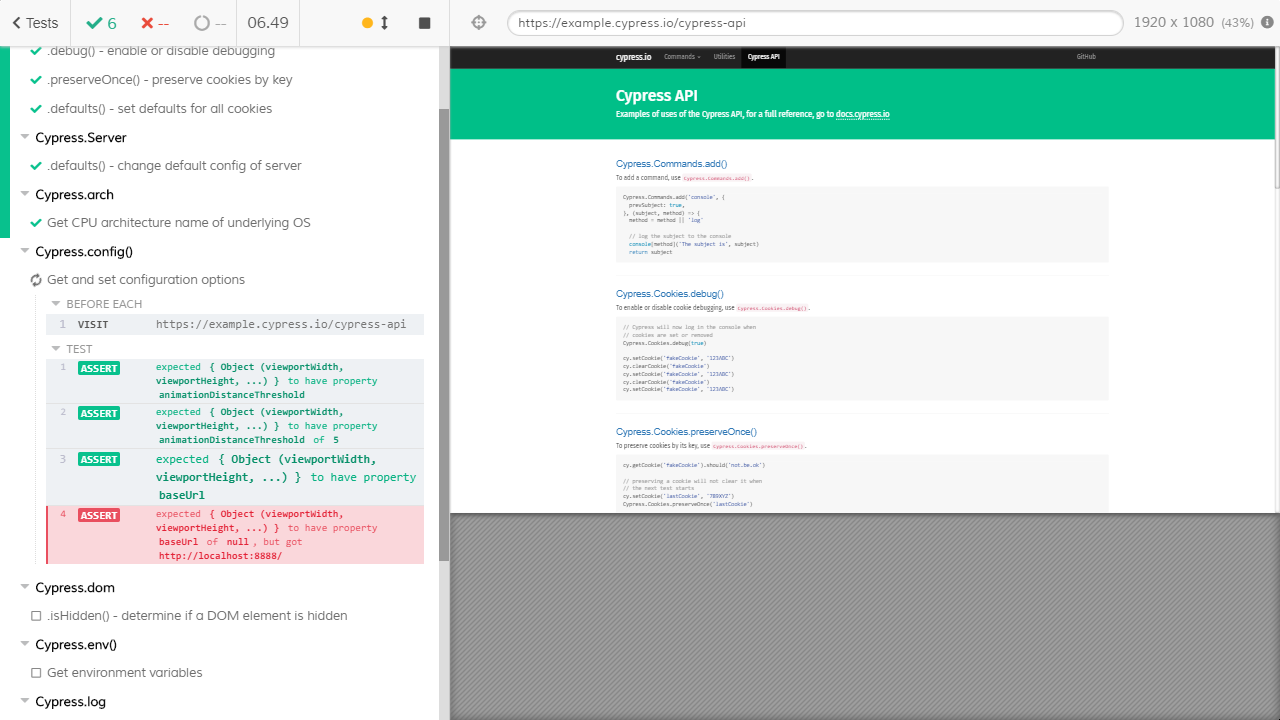 Tests
6
--
--
06.49
https://example.cypress.io/cypress-api
1920 x 1080 (43%)
.debug() - enable or disable debugging
.preserveOnce() - preserve cookies by key
.defaults() - set defaults for all cookies
Cypress.Server
.defaults() - change default config of server
Cypress.arch
Get CPU architecture name of underlying OS
Cypress.config()
Get and set configuration options
BEFORE EACH
1 VISIT https://example.cypress.io/cypress-api
TEST
1 ASSERT expected { Object (viewportWidth,
viewportHeight, ...) } to have property
animationDistanceThreshold
2 ASSERT expected { Object (viewportWidth,
viewportHeight, ...) } to have property
animationDistanceThreshold of 5
3 ASSERT expected { Object (viewportWidth,
viewportHeight, ...) } to have property
baseUrl
4 ASSERT expected { Object (viewportWidth,
viewportHeight, ...) } to have property
baseUrl of null, but got
http://localhost:8888/
Cypress.dom
.isHidden() - determine if a DOM element is hidden
Cypress.env()
Get environment variables
Cypress.log
cypress.io Commands Utilities Cypress API GitHub
Cypress API
Examples of uses of the Cypress API, for a full reference, go to docs.cypress.io
Cypress.Commands.add()
To add a command, use Cypress.Commands.add().
Cypress.Commands.add('console', {
prevSubject: true,
}, (subject, method) => {
method = method || 'log'
// log the subject to the console
console[method]('The subject is', subject)
return subject
Cypress.Cookies.debug()
To enable or disable cookie debugging, use Cypress.Cookies.debug().
// Cypress will now log in the console when
// cookies are set or removed
Cypress.Cookies.debug(true)
cy.setCookie('fakeCookie', '123ABC')
cy.clearCookie('fakeCookie')
cy.setCookie('fakeCookie', '123ABC')
cy.clearCookie('fakeCookie')
cy.setCookie('fakeCookie', '123ABC')
Cypress.Cookies.preserveOnce()
To preserve cookies by its key, use Cypress.Cookies.preserveOnce().
cy.getCookie('fakeCookie').should('not.be.ok')
// preserving a cookie will not clear it when
// the next test starts
cy.setCookie('lastCookie', '789XYZ')
Cypress.Cookies.preserveOnce('lastCookie')